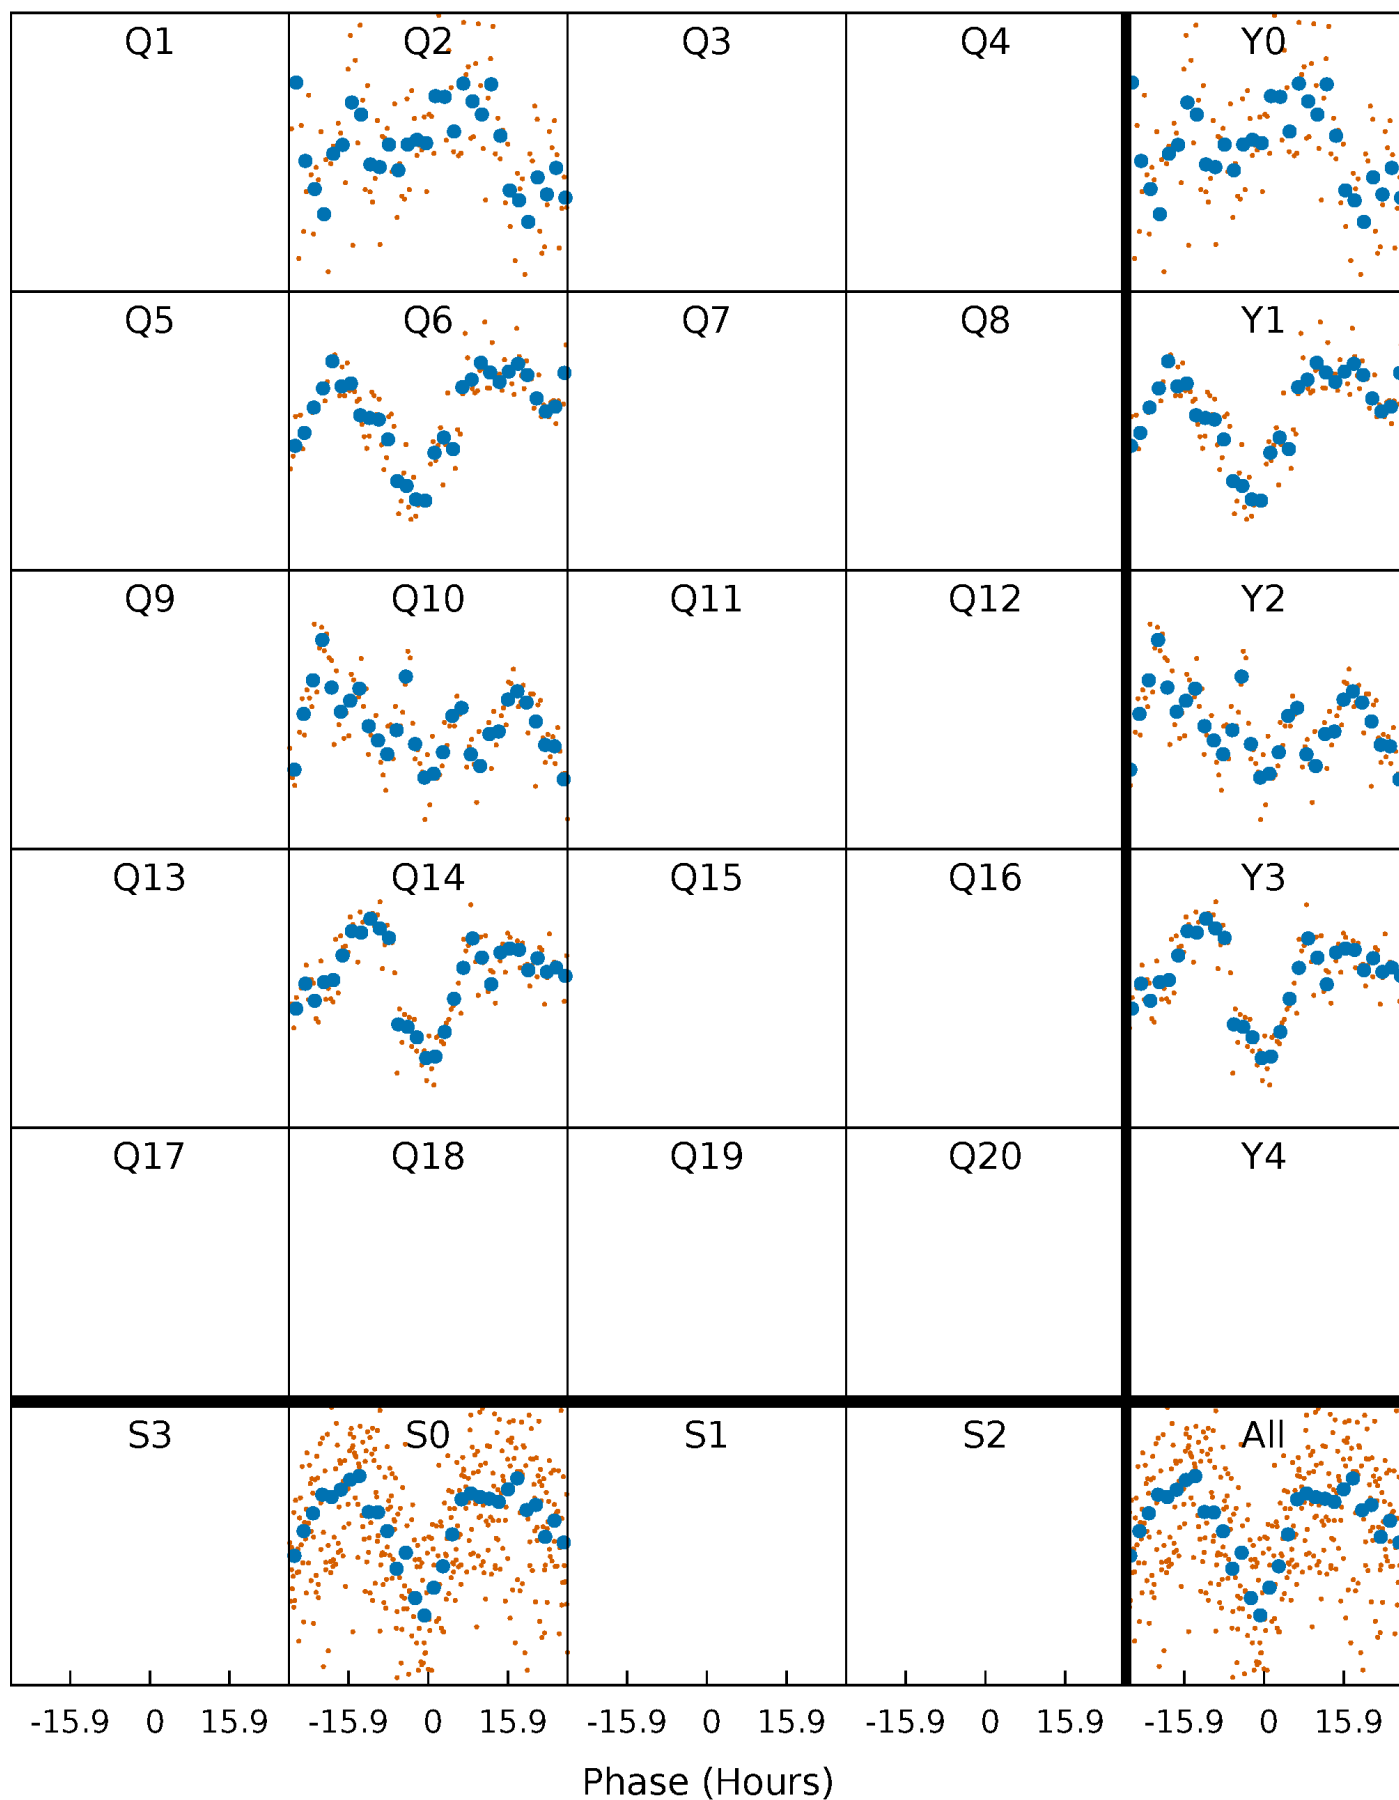 Q1 Q2 Q3 Q4 Y0
Q5 Q6 Q7 Q8 Y1
Q9 Q10 Q11 Q12 Y2
Q13 Q14 Q15 Q16 Y3
Q17 Q18 Q19 Q20 Y4
S3 S0 S1 S2 All
-15.9 0 15.9 -15.9 0 15.9 -15.9 0 15.9 -15.9 0 15.9 -15.9 0 15.9
Phase (Hours)